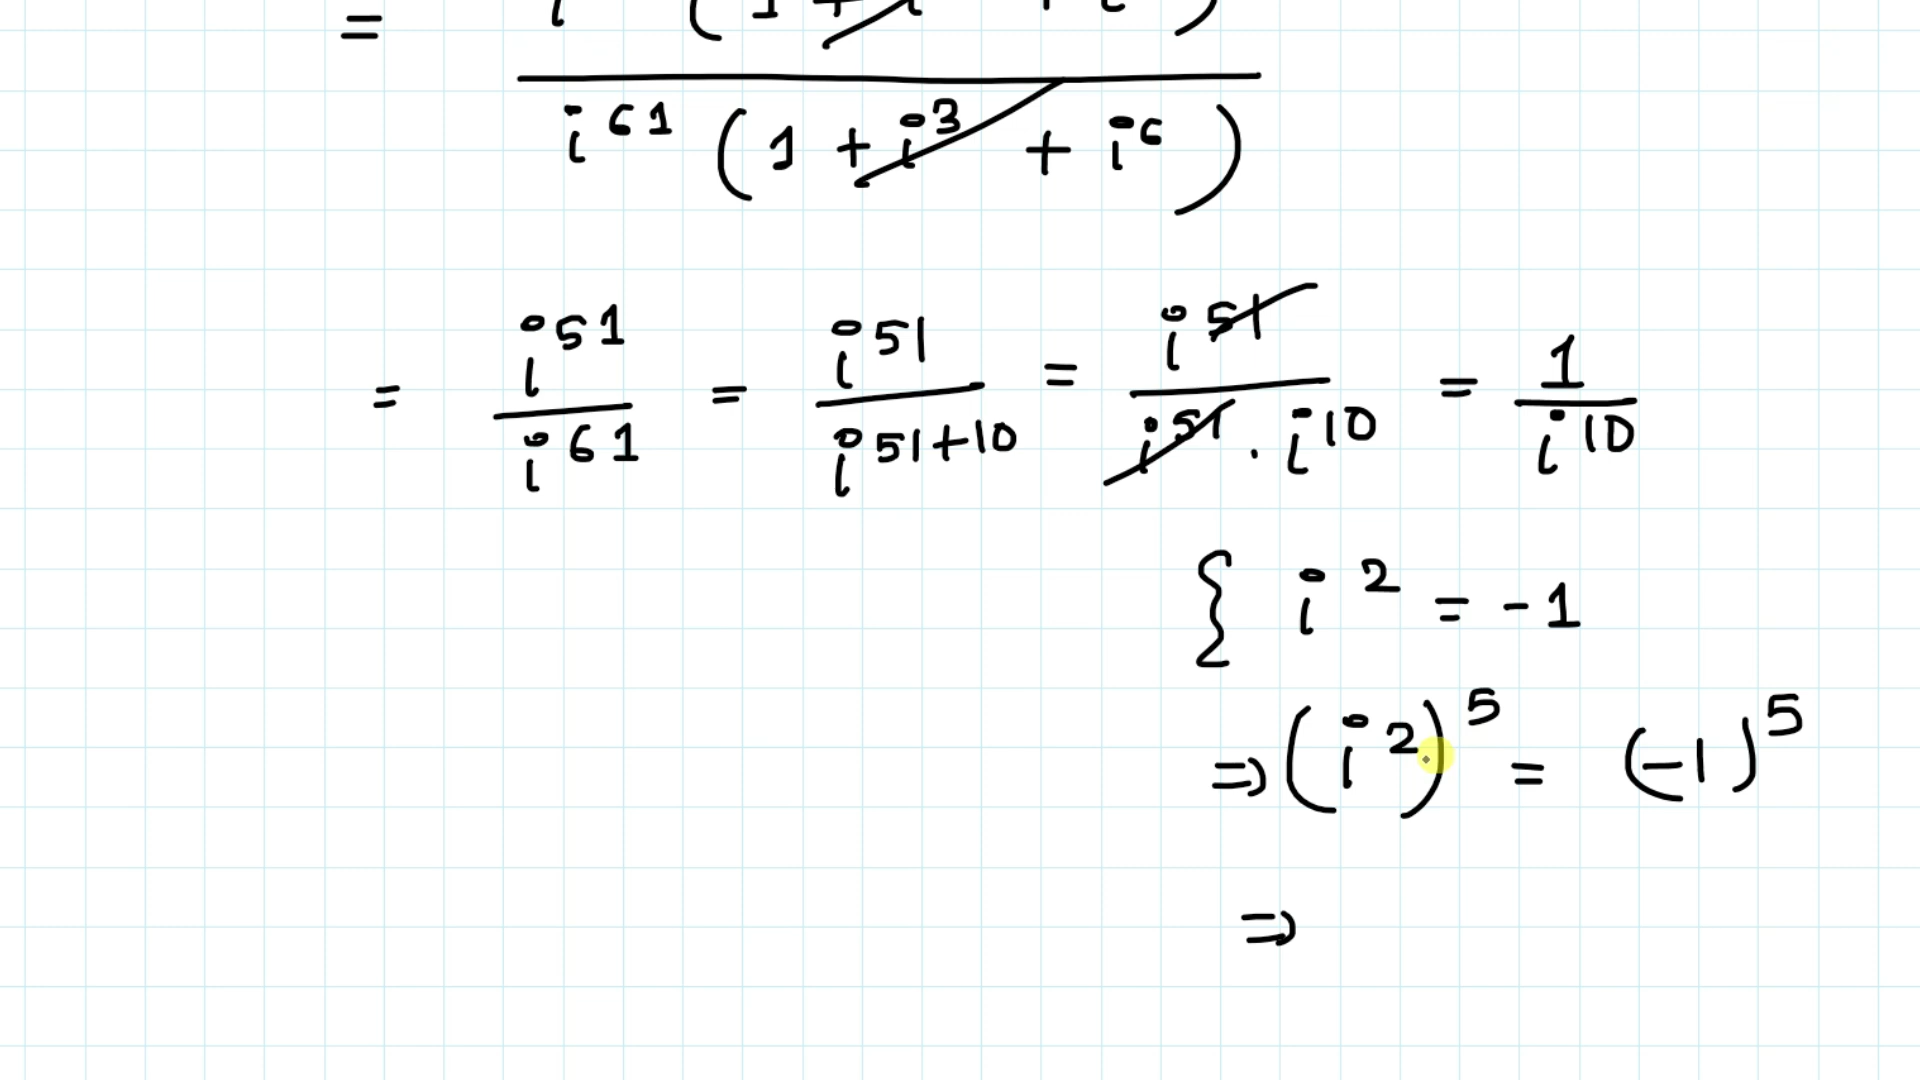 =
i^61 (1 + i^3 + i^6)
= i^51 / i^61 = i^51 / i^51+10 = i^51 / i^51 . i^10 = 1 / i^10
{ i^2 = -1
⇒ (i^2)^5 = (-1)^5
⇒